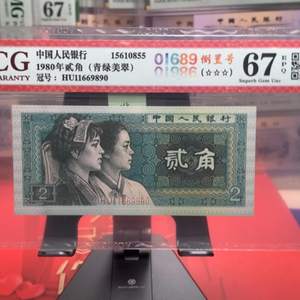 CG
RANTY
中国人民银行 15610855
1980年贰角（青绿美翠）
冠号：HU11669890
01689 倒置号
01986 (☆☆☆)
67 EPQ
Superb Gem Unc
中国人民银行
贰角
2
2
HU11669890